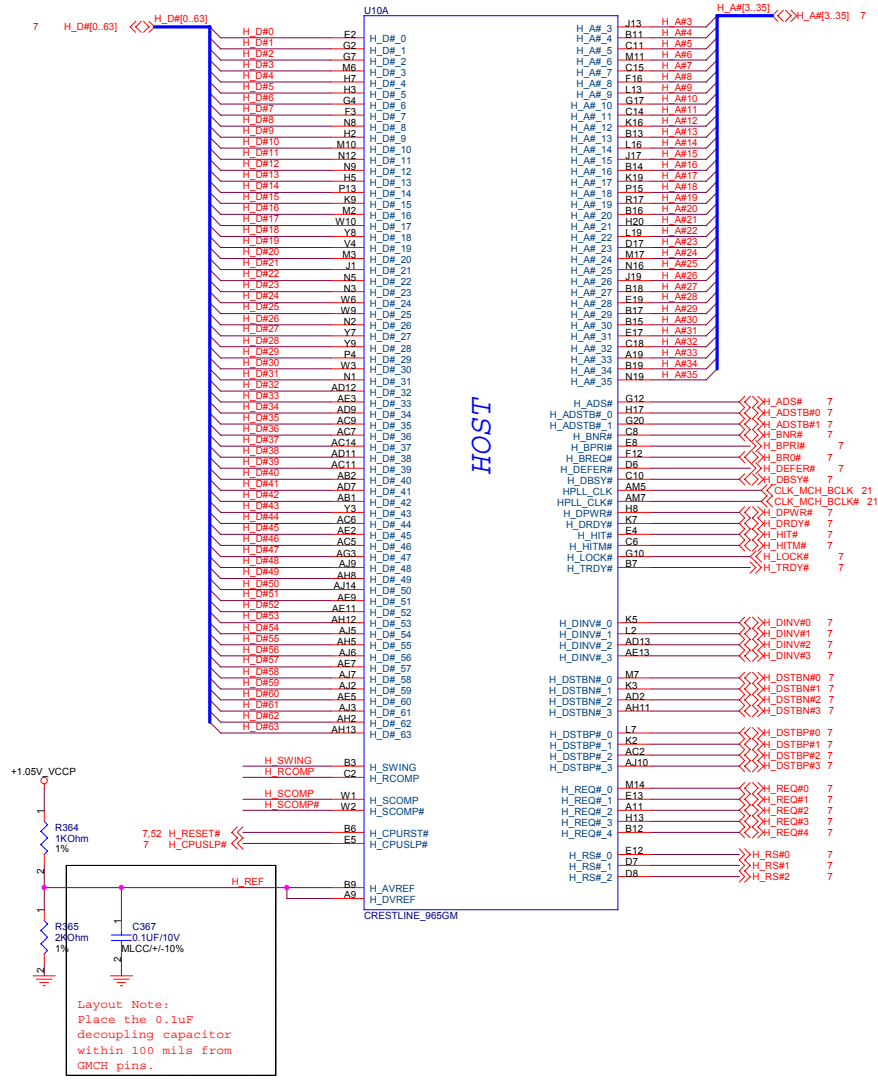 7 H_D#[0..63] H_D#[0..63]
U10A
H_A#[3..35] H_A#[3..35] 7
H_D#0 E2 H_D#_0
H_D#1 G2 H_D#_1
H_D#2 G7 H_D#_2
H_D#3 M6 H_D#_3
H_D#4 H7 H_D#_4
H_D#5 H3 H_D#_5
H_D#6 G4 H_D#_6
H_D#7 F3 H_D#_7
H_D#8 N8 H_D#_8
H_D#9 H2 H_D#_9
H_D#10 M10 H_D#_10
H_D#11 N12 H_D#_11
H_D#12 N9 H_D#_12
H_D#13 H5 H_D#_13
H_D#14 P13 H_D#_14
H_D#15 K9 H_D#_15
H_D#16 M2 H_D#_16
H_D#17 W10 H_D#_17
H_D#18 Y8 H_D#_18
H_D#19 V4 H_D#_19
H_D#20 M3 H_D#_20
H_D#21 J1 H_D#_21
H_D#22 N5 H_D#_22
H_D#23 N3 H_D#_23
H_D#24 W6 H_D#_24
H_D#25 W9 H_D#_25
H_D#26 N2 H_D#_26
H_D#27 Y7 H_D#_27
H_D#28 Y9 H_D#_28
H_D#29 P4 H_D#_29
H_D#30 W3 H_D#_30
H_D#31 N1 H_D#_31
H_D#32 AD12 H_D#_32
H_D#33 AE3 H_D#_33
H_D#34 AD9 H_D#_34
H_D#35 AC9 H_D#_35
H_D#36 AC7 H_D#_36
H_D#37 AC14 H_D#_37
H_D#38 AD11 H_D#_38
H_D#39 AC11 H_D#_39
H_D#40 AB2 H_D#_40
H_D#41 AD7 H_D#_41
H_D#42 AB1 H_D#_42
H_D#43 Y3 H_D#_43
H_D#44 AC6 H_D#_44
H_D#45 AE2 H_D#_45
H_D#46 AC5 H_D#_46
H_D#47 AG3 H_D#_47
H_D#48 AJ9 H_D#_48
H_D#49 AH8 H_D#_49
H_D#50 AJ14 H_D#_50
H_D#51 AE9 H_D#_51
H_D#52 AE11 H_D#_52
H_D#53 AH12 H_D#_53
H_D#54 AJ5 H_D#_54
H_D#55 AH5 H_D#_55
H_D#56 AJ6 H_D#_56
H_D#57 AE7 H_D#_57
H_D#58 AJ7 H_D#_58
H_D#59 AJ2 H_D#_59
H_D#60 AE5 H_D#_60
H_D#61 AJ3 H_D#_61
H_D#62 AH2 H_D#_62
H_D#63 AH13 H_D#_63
H_SWING B3 H_SWING
H_RCOMP C2 H_RCOMP
H_SCOMP W1 H_SCOMP
H_SCOMP# W2 H_SCOMP#
7,52 H_RESET# B6 H_CPURST#
7 H_CPUSLP# E5 H_CPUSLP#
H_REF B9 H_AVREF
A9 H_DVREF
HOST
H_A#_3 J13 H_A#3
H_A#_4 B11 H_A#4
H_A#_5 C11 H_A#5
H_A#_6 M11 H_A#6
H_A#_7 C15 H_A#7
H_A#_8 F16 H_A#8
H_A#_9 L13 H_A#9
H_A#_10 G17 H_A#10
H_A#_11 C14 H_A#11
H_A#_12 K16 H_A#12
H_A#_13 B13 H_A#13
H_A#_14 L16 H_A#14
H_A#_15 J17 H_A#15
H_A#_16 B14 H_A#16
H_A#_17 K19 H_A#17
H_A#_18 P15 H_A#18
H_A#_19 R17 H_A#19
H_A#_20 B16 H_A#20
H_A#_21 H20 H_A#21
H_A#_22 L19 H_A#22
H_A#_23 D17 H_A#23
H_A#_24 M17 H_A#24
H_A#_25 N16 H_A#25
H_A#_26 J19 H_A#26
H_A#_27 B18 H_A#27
H_A#_28 E19 H_A#28
H_A#_29 B17 H_A#29
H_A#_30 B15 H_A#30
H_A#_31 E17 H_A#31
H_A#_32 C18 H_A#32
H_A#_33 A19 H_A#33
H_A#_34 B19 H_A#34
H_A#_35 N19 H_A#35
H_ADS# G12 H_ADS# 7
H_ADSTB#_0 H17 H_ADSTB#0 7
H_ADSTB#_1 G20 H_ADSTB#1 7
H_BNR# C8 H_BNR# 7
H_BPRI# E8 H_BPRI# 7
H_BREQ# F12 H_BR0# 7
H_DEFER# D6 H_DEFER# 7
H_DBSY# C10 H_DBSY# 7
HPLL_CLK AM5 CLK_MCH_BCLK 21
HPLL_CLK# AM7 CLK_MCH_BCLK# 21
H_DPWR# H8 H_DPWR# 7
H_DRDY# K7 H_DRDY# 7
H_HIT# E4 H_HIT# 7
H_HITM# C6 H_HITM# 7
H_LOCK# G10 H_LOCK# 7
H_TRDY# B7 H_TRDY# 7
H_DINV#_0 K5 H_DINV#0 7
H_DINV#_1 L2 H_DINV#1 7
H_DINV#_2 AD13 H_DINV#2 7
H_DINV#_3 AE13 H_DINV#3 7
H_DSTBN#_0 M7 H_DSTBN#0 7
H_DSTBN#_1 K3 H_DSTBN#1 7
H_DSTBN#_2 AD2 H_DSTBN#2 7
H_DSTBN#_3 AH11 H_DSTBN#3 7
H_DSTBP#_0 L7 H_DSTBP#0 7
H_DSTBP#_1 K2 H_DSTBP#1 7
H_DSTBP#_2 AC2 H_DSTBP#2 7
H_DSTBP#_3 AJ10 H_DSTBP#3 7
H_REQ#_0 M14 H_REQ#0 7
H_REQ#_1 E13 H_REQ#1 7
H_REQ#_2 A11 H_REQ#2 7
H_REQ#_3 H13 H_REQ#3 7
H_REQ#_4 B12 H_REQ#4 7
H_RS#_0 E12 H_RS#0 7
H_RS#_1 D7 H_RS#1 7
H_RS#_2 D8 H_RS#2 7
CRESTLINE_965GM
+1.05V_VCCP
1
R364
1KOhm
1%
2
1
R365
2KOhm
1%
2
1
C367
0.1UF/10V
MLCC/+/-10%
2
Layout Note:
Place the 0.1uF
decoupling capacitor
within 100 mils from
GMCH pins.